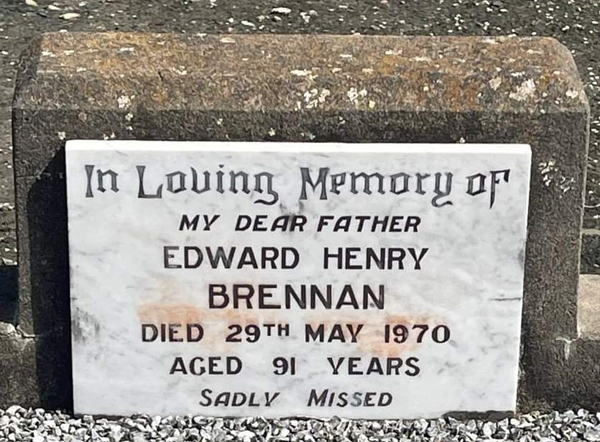 In Loving Memory of
MY DEAR FATHER
EDWARD HENRY
BRENNAN
DIED 29TH MAY 1970
AGED 91 YEARS
SADLY MISSED